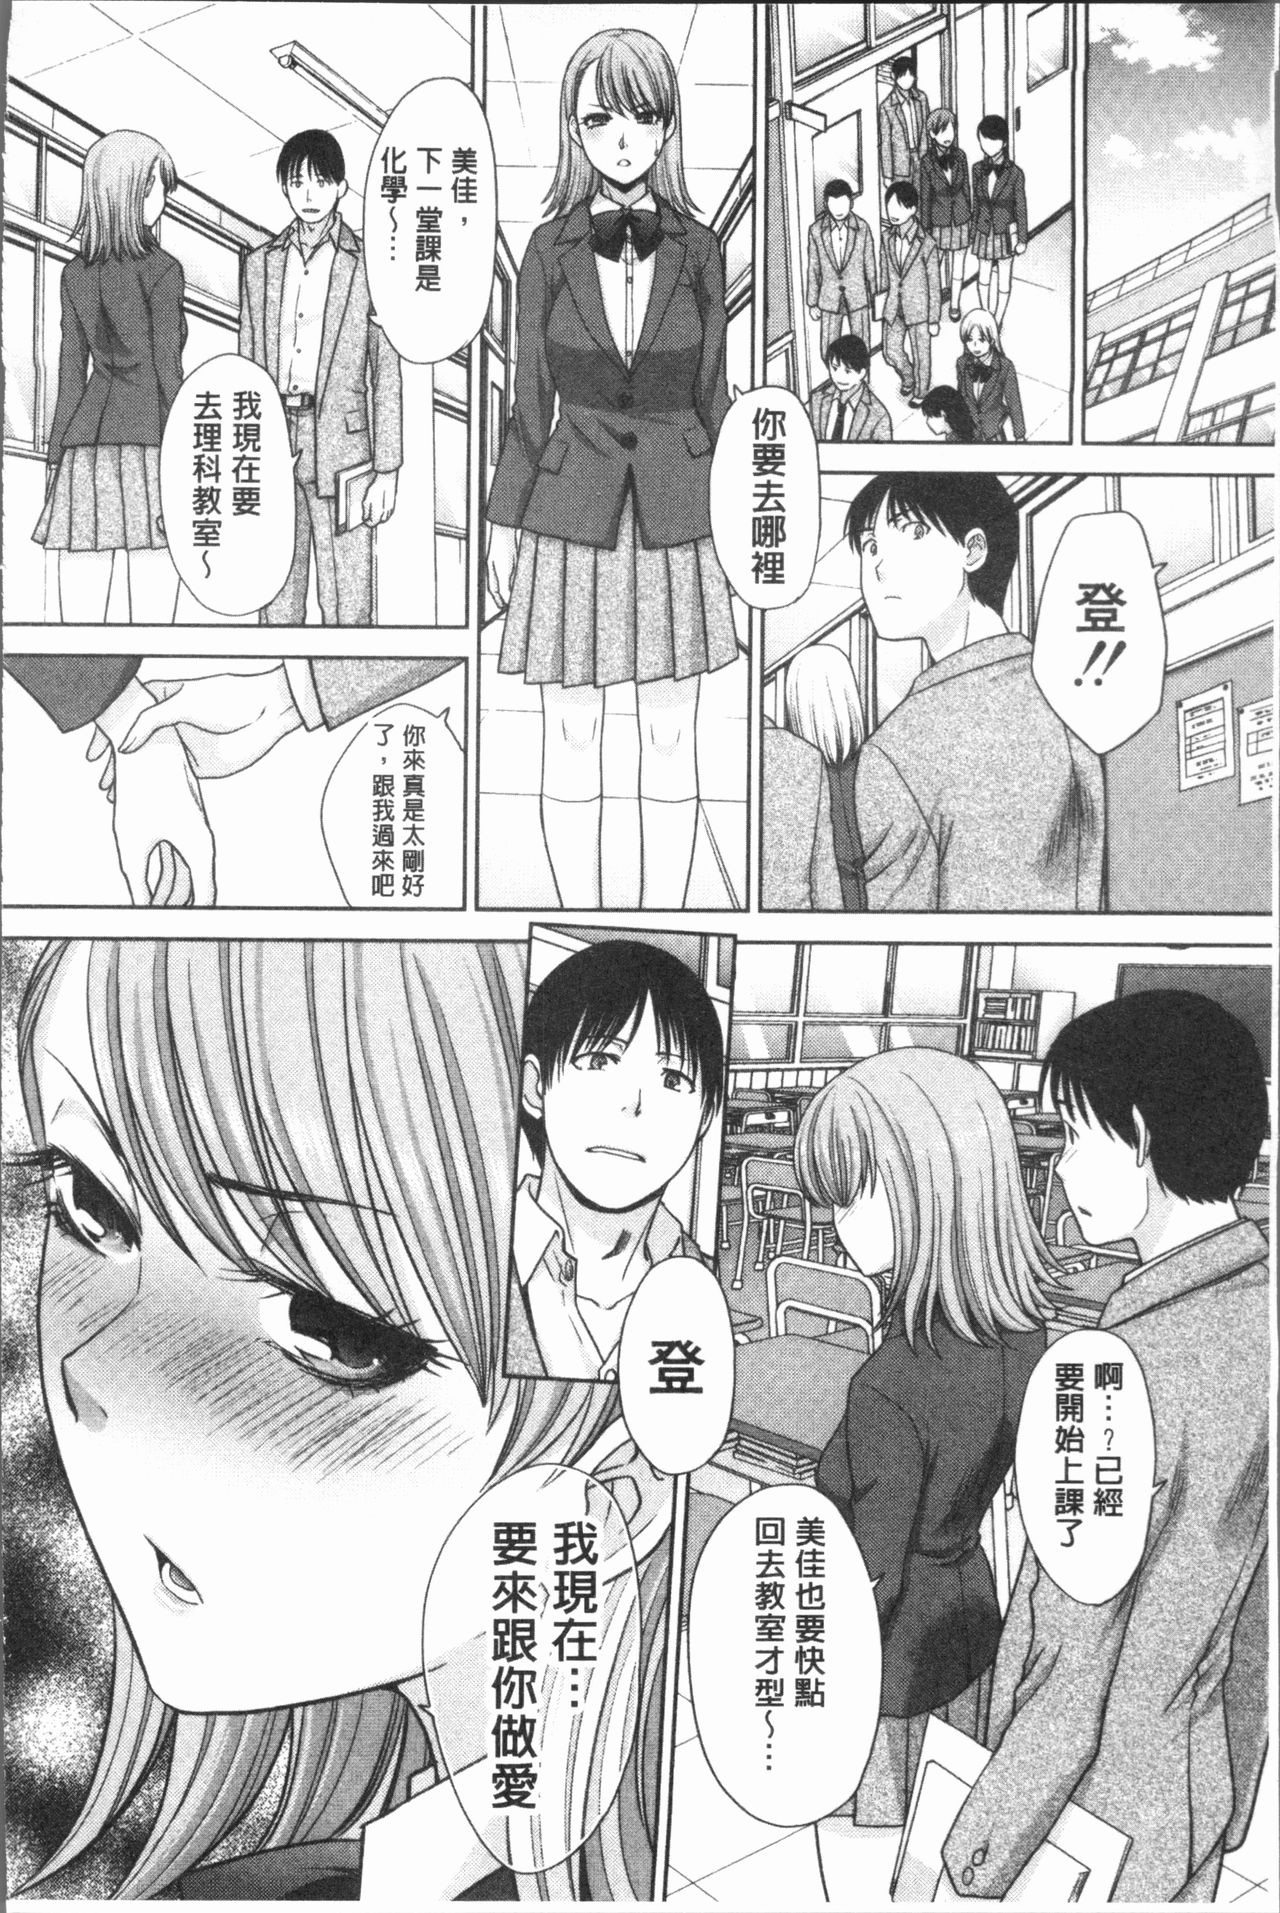 登!!
你要去哪裡
美佳，
下一堂課是
化學～…
我現在要
去理科教室～
你來真是太剛好
了，跟我過來吧
啊…?已經
要開始上課了
美佳也要快點
回去教室才型～…
登
我現在…
要來跟你做愛